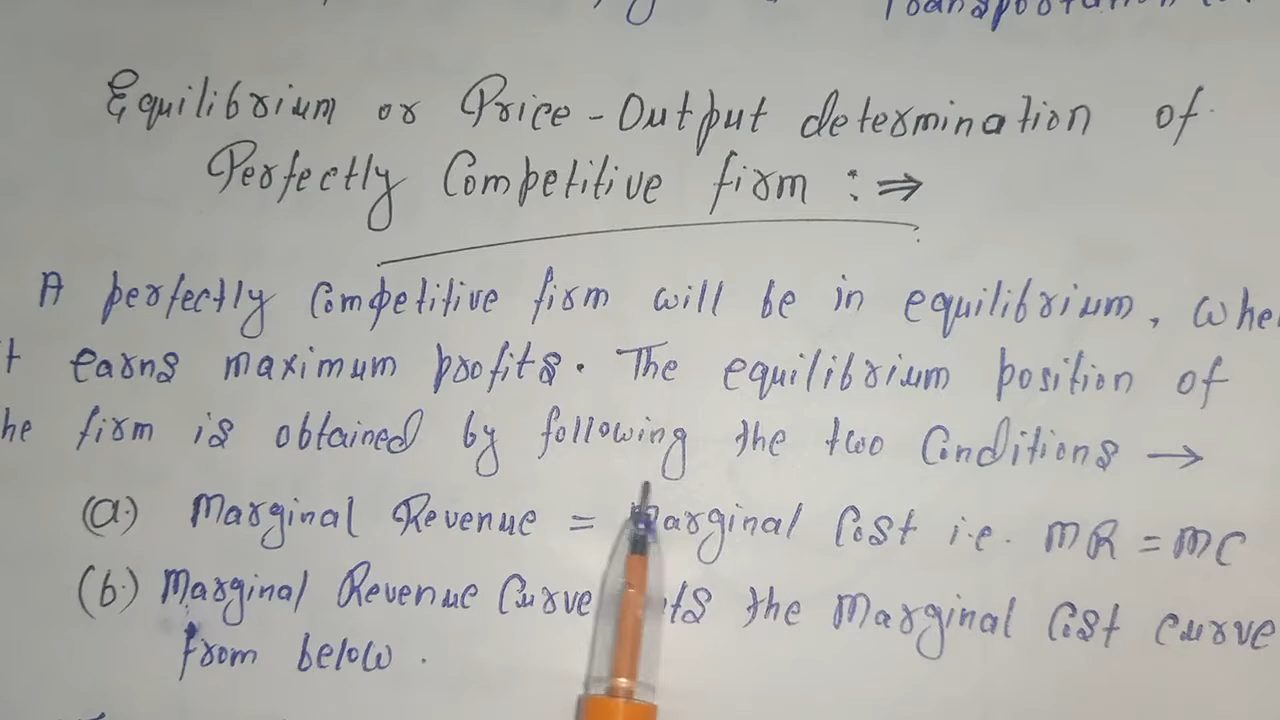 Equilibrium or Price-Output determination of
Perfectly Competitive firm :⇒
A perfectly Competitive firm will be in equilibrium, whe
t earns maximum profits. The equilibrium position of
he firm is obtained by following the two Conditions →
(a) Marginal Revenue = Marginal Cost i.e. MR = MC
(b) Marginal Revenue Curve the Marginal Cost curve
from below.